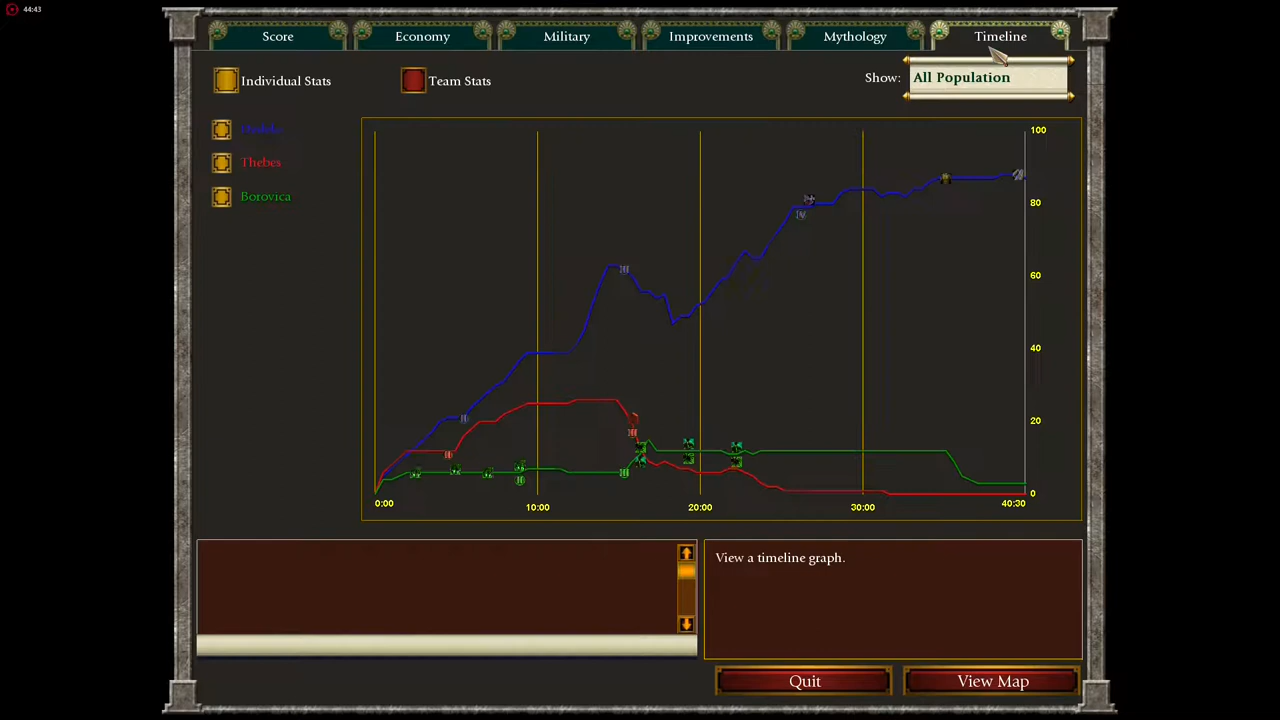 44:43
Score Economy Military Improvements Mythology Timeline
Individual Stats Team Stats Show: All Population
Thebes
Borovica
100
80
60
40
20
0
0:00 10:00 20:00 30:00 40:30
View a timeline graph.
Quit View Map